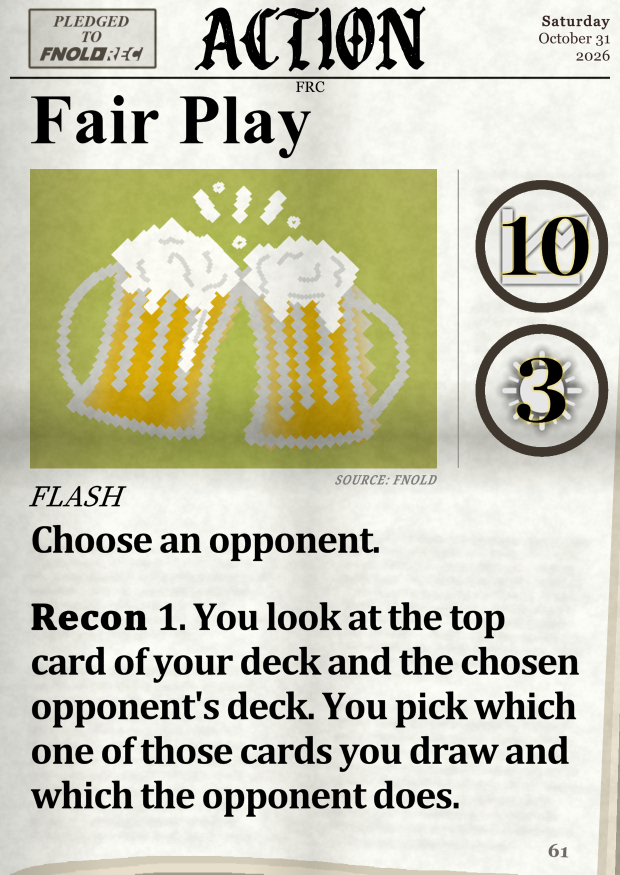 PLEDGED
TO
FNOLD REC
ACTION
Saturday
October 31
2026
FRC
Fair Play
10
3
SOURCE: FNOLD
FLASH
Choose an opponent.
Recon 1. You look at the top
card of your deck and the chosen
opponent's deck. You pick which
one of those cards you draw and
which the opponent does.
61